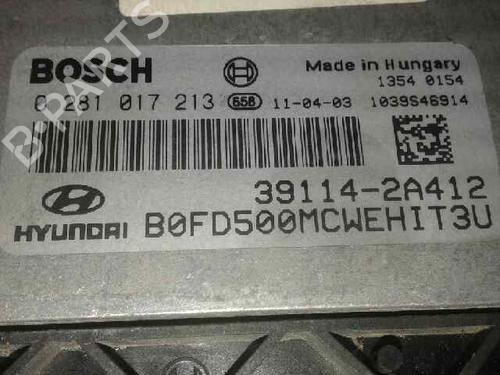 B PARTS
BOSCH
Made in Hungary
1354 0154
0 281 017 213 658 11-04-03 1039S46914
39114-2A412
HYUNDAI B0FD500MCWEHIT3U